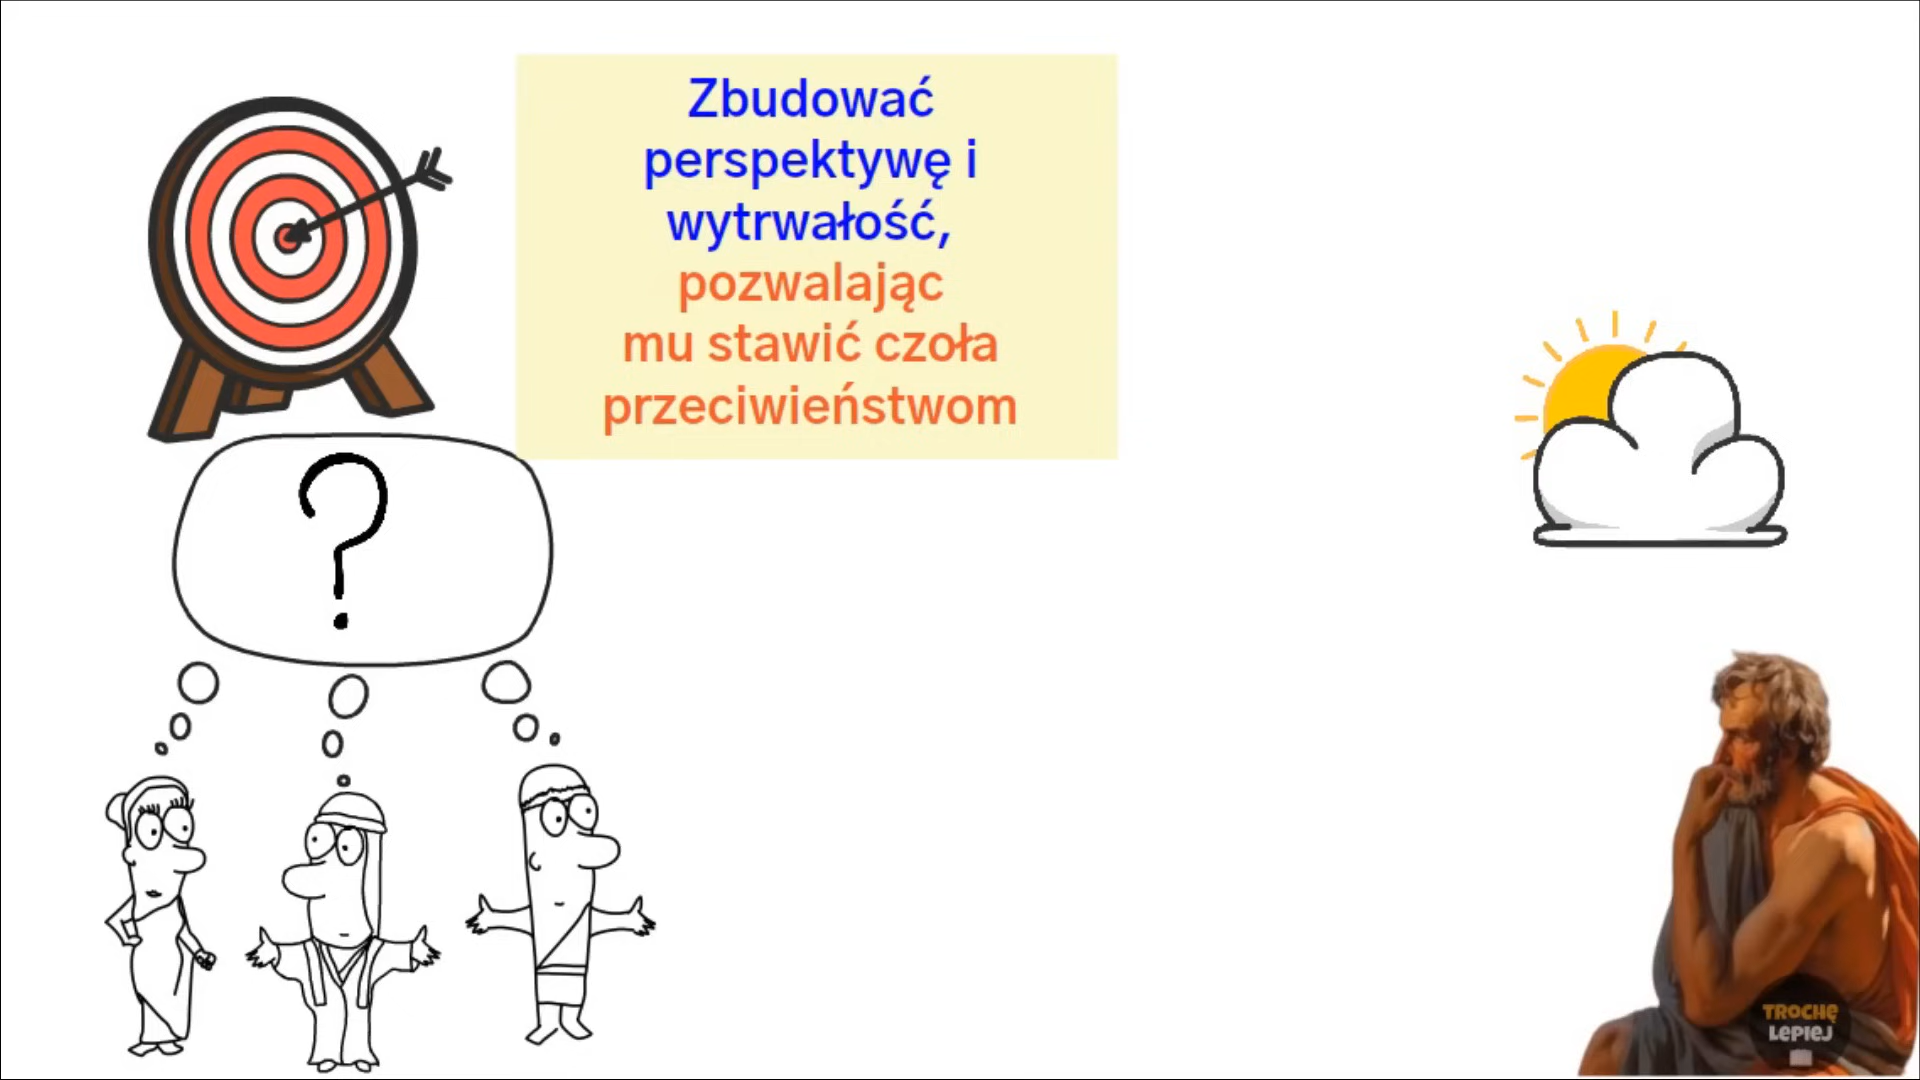 Zbudować
perspektywę i
wytrwałość,
pozwalając
mu stawić czoła
przeciwieństwom
?
TROCHĘ
LEPIEJ